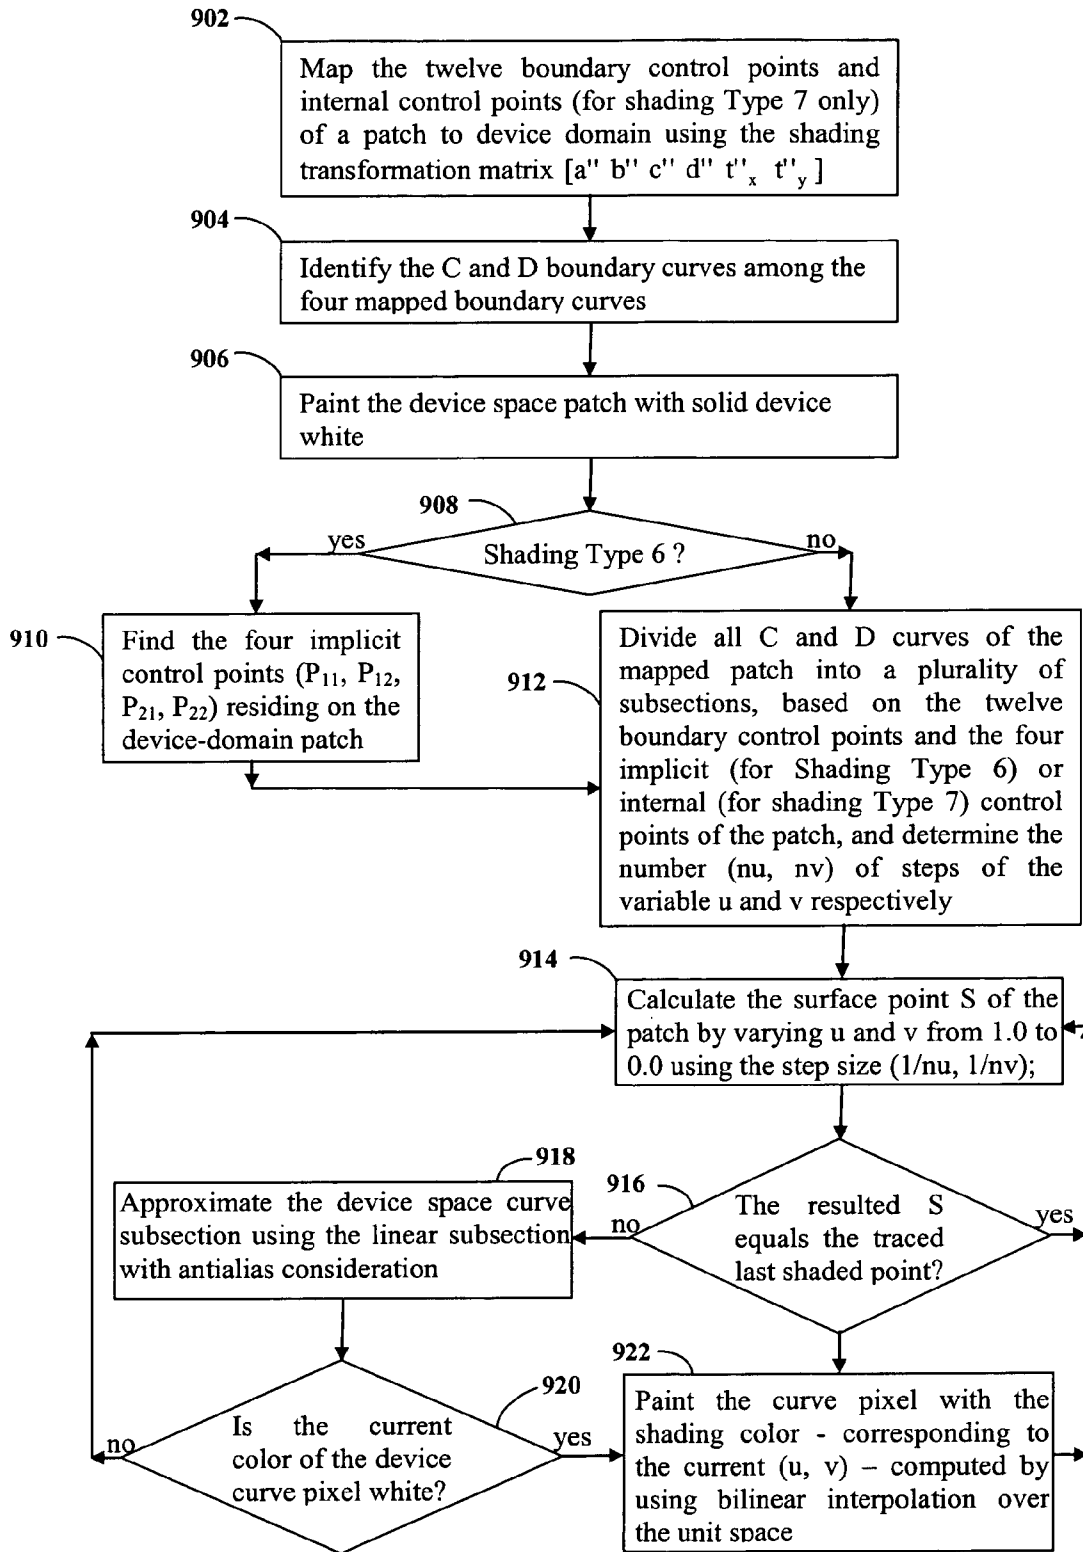 902
Map the twelve boundary control points and
internal control points (for shading Type 7 only)
of a patch to device domain using the shading
transformation matrix [a'' b'' c'' d'' t''x t''y ]
904
Identify the C and D boundary curves among the
four mapped boundary curves
906
Paint the device space patch with solid device
white
908
yes
Shading Type 6 ?
no
910
Find the four implicit
control points (P11, P12,
P21, P22) residing on the
device-domain patch
912
Divide all C and D curves of the
mapped patch into a plurality of
subsections, based on the twelve
boundary control points and the four
implicit (for Shading Type 6) or
internal (for shading Type 7) control
points of the patch, and determine the
number (nu, nv) of steps of the
variable u and v respectively
914
Calculate the surface point S of the
patch by varying u and v from 1.0 to
0.0 using the step size (1/nu, 1/nv);
916
The resulted S
equals the traced
last shaded point?
no
yes
918
Approximate the device space curve
subsection using the linear subsection
with antialias consideration
920
Is the current
color of the device
curve pixel white?
no
yes
922
Paint the curve pixel with the
shading color - corresponding to
the current (u, v) – computed by
using bilinear interpolation over
the unit space